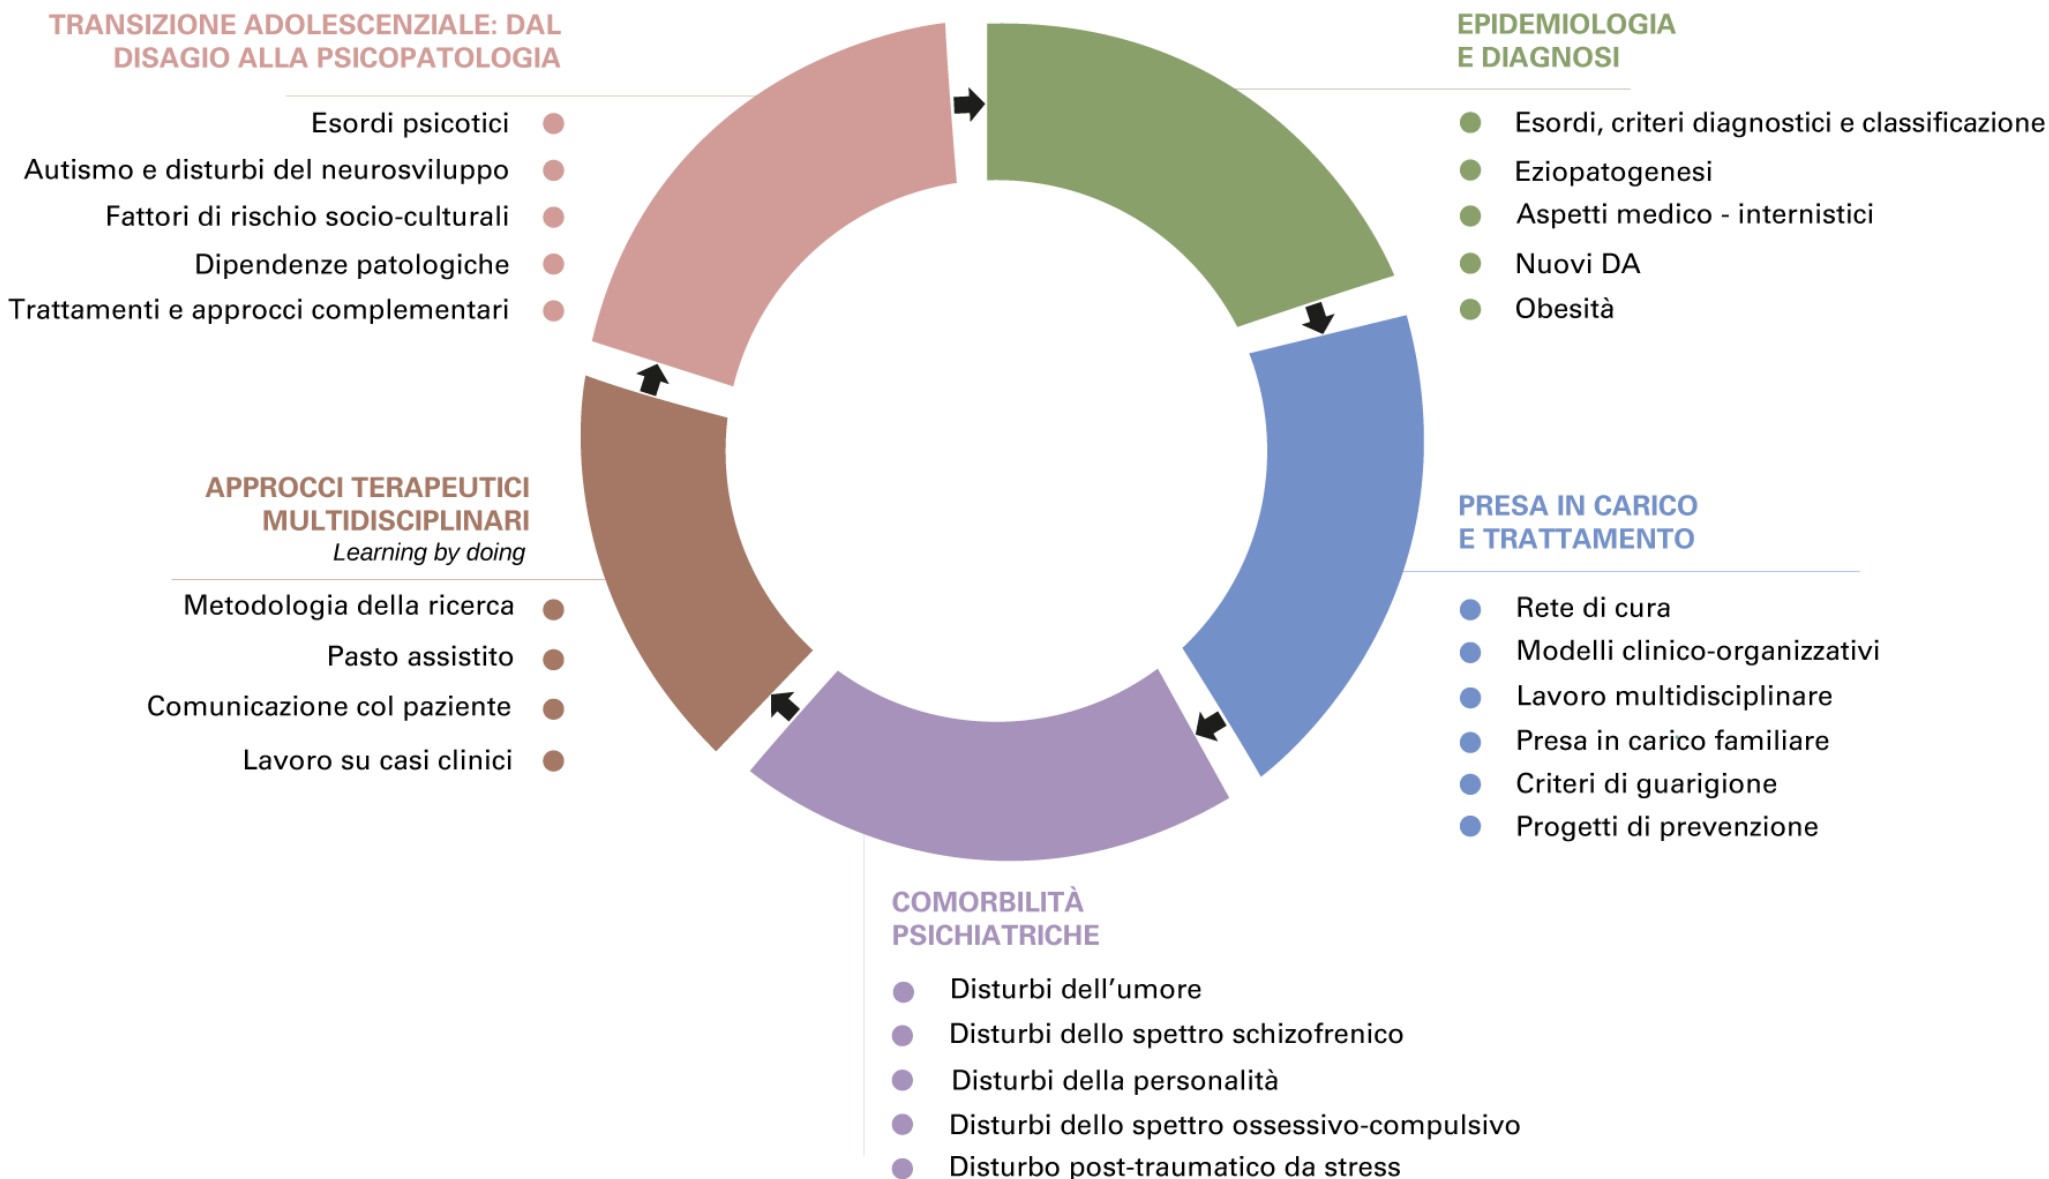 TRANSIZIONE ADOLESCENZIALE: DAL
DISAGIO ALLA PSICOPATOLOGIA
Esordi psicotici
Autismo e disturbi del neurosviluppo
Fattori di rischio socio-culturali
Dipendenze patologiche
Trattamenti e approcci complementari
EPIDEMIOLOGIA
E DIAGNOSI
Esordi, criteri diagnostici e classificazione
Eziopatogenesi
Aspetti medico - internistici
Nuovi DA
Obesità
APPROCCI TERAPEUTICI
MULTIDISCIPLINARI
Learning by doing
Metodologia della ricerca
Pasto assistito
Comunicazione col paziente
Lavoro su casi clinici
PRESA IN CARICO
E TRATTAMENTO
Rete di cura
Modelli clinico-organizzativi
Lavoro multidisciplinare
Presa in carico familiare
Criteri di guarigione
Progetti di prevenzione
COMORBILITÀ
PSICHIATRICHE
Disturbi dell’umore
Disturbi dello spettro schizofrenico
Disturbi della personalità
Disturbi dello spettro ossessivo-compulsivo
Disturbo post-traumatico da stress